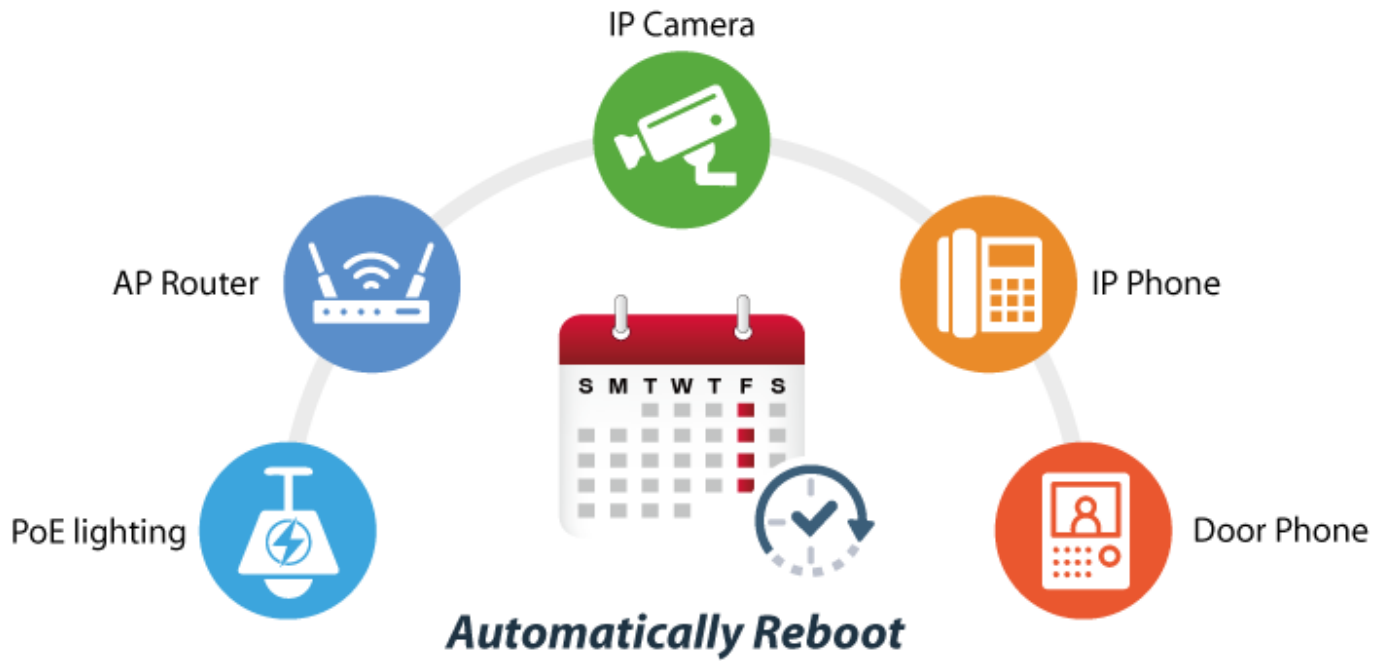 IP Camera
AP Router
IP Phone
S M T W T F S
PoE lighting
Door Phone
Automatically Reboot